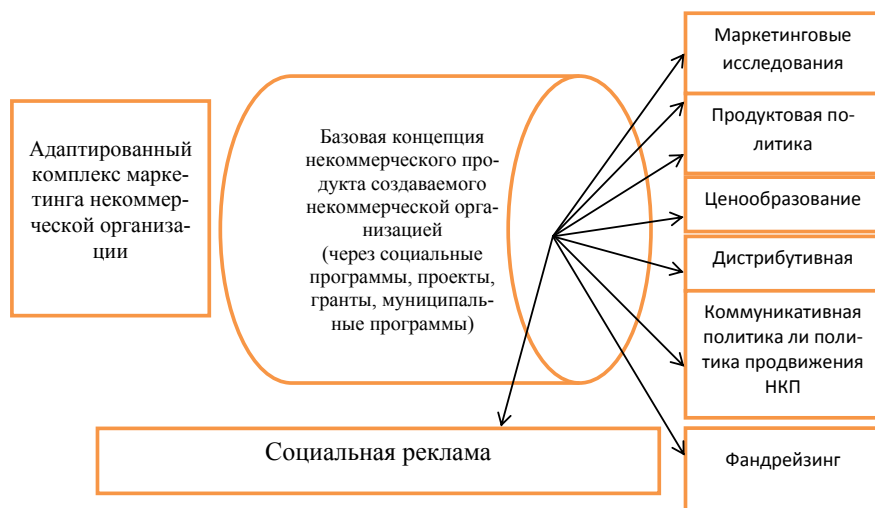 Адаптированный
комплекс марке-
тинга некоммер-
ческой организа-
ции
Базовая концепция
некоммерческого про-
дукта создаваемого
некоммерческой орга-
низацией
(через социальные
программы, проекты,
гранты, муниципаль-
ные программы)
Маркетинговые
исследования
Продуктовая по-
литика
Ценообразование
Дистрибутивная
Коммуникативная
политика ли поли-
тика продвижения
НКП
Фандрейзинг
Социальная реклама